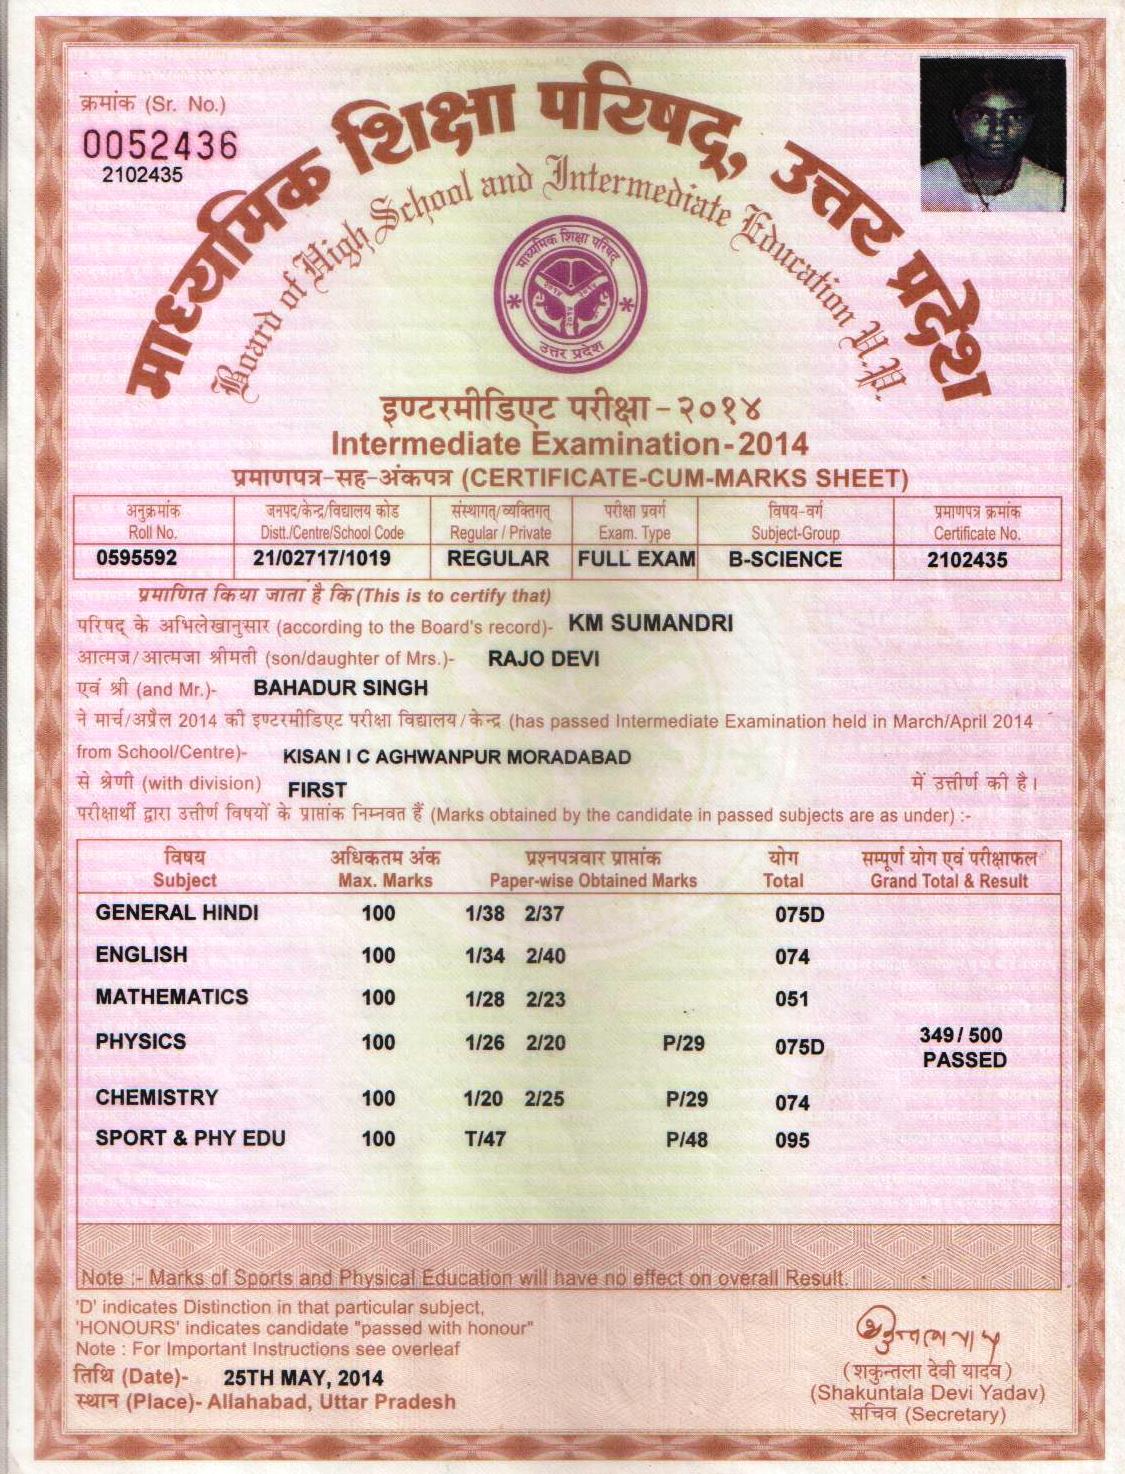 क्रमांक (Sr. No.)
0052436
2102435
माध्यमिक शिक्षा परिषद्, उत्तर प्रदेश
Board of High School and Intermediate Education U.P.
माध्यमिक शिक्षा परिषद्
उत्तर प्रदेश
इण्टरमीडिएट परीक्षा-२०१४
Intermediate Examination-2014
प्रमाणपत्र-सह-अंकपत्र (CERTIFICATE-CUM-MARKS SHEET)
अनुक्रमांक जनपद/केन्द्र/विद्यालय कोड संस्थागत/व्यक्तिगत परीक्षा प्रवर्ग विषय-वर्ग प्रमाणपत्र क्रमांक
Roll No. Distt./Centre/School Code Regular / Private Exam. Type Subject-Group Certificate No.
0595592 21/02717/1019 REGULAR FULL EXAM B-SCIENCE 2102435
प्रमाणित किया जाता है कि (This is to certify that)
परिषद् के अभिलेखानुसार (according to the Board's record)- KM SUMANDRI
आत्मज/आत्मजा श्रीमती (son/daughter of Mrs.)- RAJO DEVI
एवं श्री (and Mr.)- BAHADUR SINGH
ने मार्च/अप्रैल 2014 की इण्टरमीडिएट परीक्षा विद्यालय/केन्द्र (has passed Intermediate Examination held in March/April 2014
from School/Centre)- KISAN I C AGHWANPUR MORADABAD
से श्रेणी (with division) FIRST में उत्तीर्ण की है।
परीक्षार्थी द्वारा उत्तीर्ण विषयों के प्राप्तांक निम्नवत हैं (Marks obtained by the candidate in passed subjects are as under) :-
विषय अधिकतम अंक प्रश्नपत्रवार प्राप्तांक योग सम्पूर्ण योग एवं परीक्षाफल
Subject Max. Marks Paper-wise Obtained Marks Total Grand Total & Result
GENERAL HINDI 100 1/38 2/37 075D
ENGLISH 100 1/34 2/40 074
MATHEMATICS 100 1/28 2/23 051
PHYSICS 100 1/26 2/20 P/29 075D 349/ 500
PASSED
CHEMISTRY 100 1/20 2/25 P/29 074
SPORT & PHY EDU 100 T/47 P/48 095
Note :- Marks of Sports and Physical Education will have no effect on overall Result.
'D' indicates Distinction in that particular subject,
'HONOURS' indicates candidate "passed with honour"
Note : For Important Instructions see overleaf
तिथि (Date)- 25TH MAY, 2014
स्थान (Place)- Allahabad, Uttar Pradesh
(शकुन्तला देवी यादव)
(Shakuntala Devi Yadav)
सचिव (Secretary)